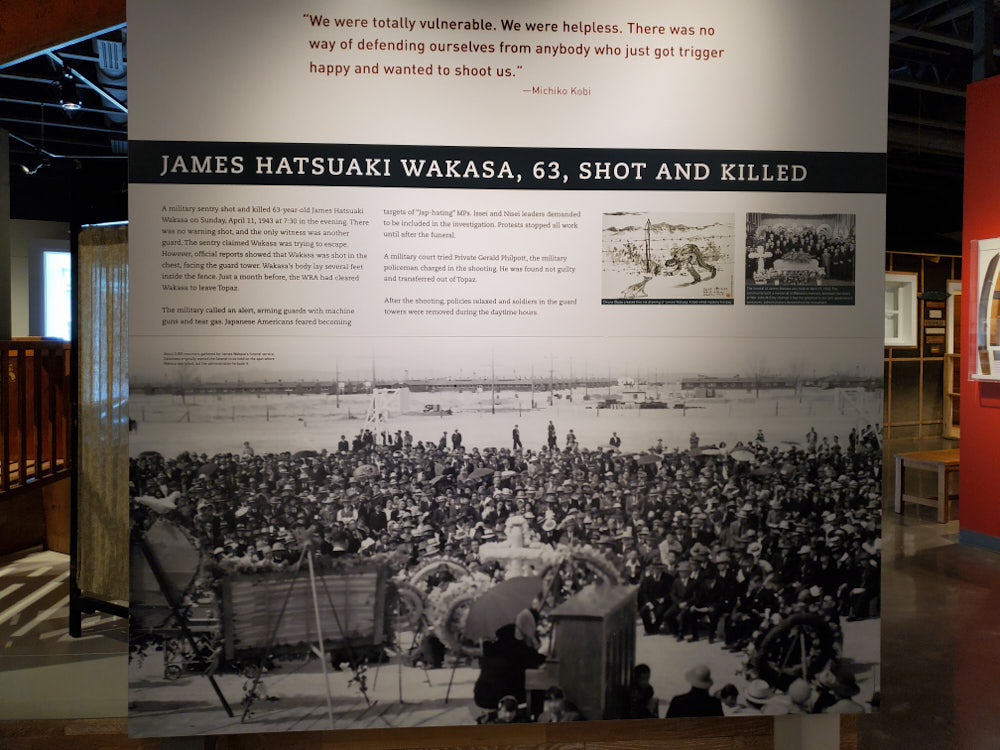 “We were totally vulnerable. We were helpless. There was no
way of defending ourselves from anybody who just got trigger
happy and wanted to shoot us.”
—Michiko Kobi
JAMES HATSUAKI WAKASA, 63, SHOT AND KILLED
A military sentry shot and killed 63-year-old James Hatsuaki
Wakasa on Sunday, April 11, 1943 at 7:30 in the evening. There
was no warning shot, and the only witness was another
guard. The sentry claimed Wakasa was trying to escape.
However, official reports showed that Wakasa was shot in the
chest, facing the guard tower. Wakasa's body lay several feet
inside the fence. Just a month before, the WRA had cleared
Wakasa to leave Topaz.
The military called an alert, arming guards with machine
guns and tear gas. Japanese Americans feared becoming
targets of “Jap-hating” MPs. Issei and Nisei leaders demanded
to be included in the investigation. Protests stopped all work
until after the funeral.
A military court tried Private Gerald Philpott, the military
policeman charged in the shooting. He was found not guilty
and transferred out of Topaz.
After the shooting, policies relaxed and soldiers in the guard
towers were removed during the daytime hours.